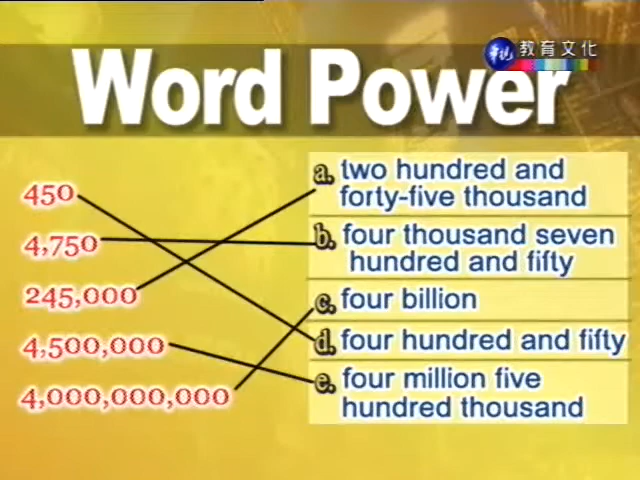 華視 教育文化
Word Power
450
4,750
245,000
4,500,000
4,000,000,000
a. two hundred and
forty-five thousand
b. four thousand seven
hundred and fifty
c. four billion
d. four hundred and fifty
e. four million five
hundred thousand